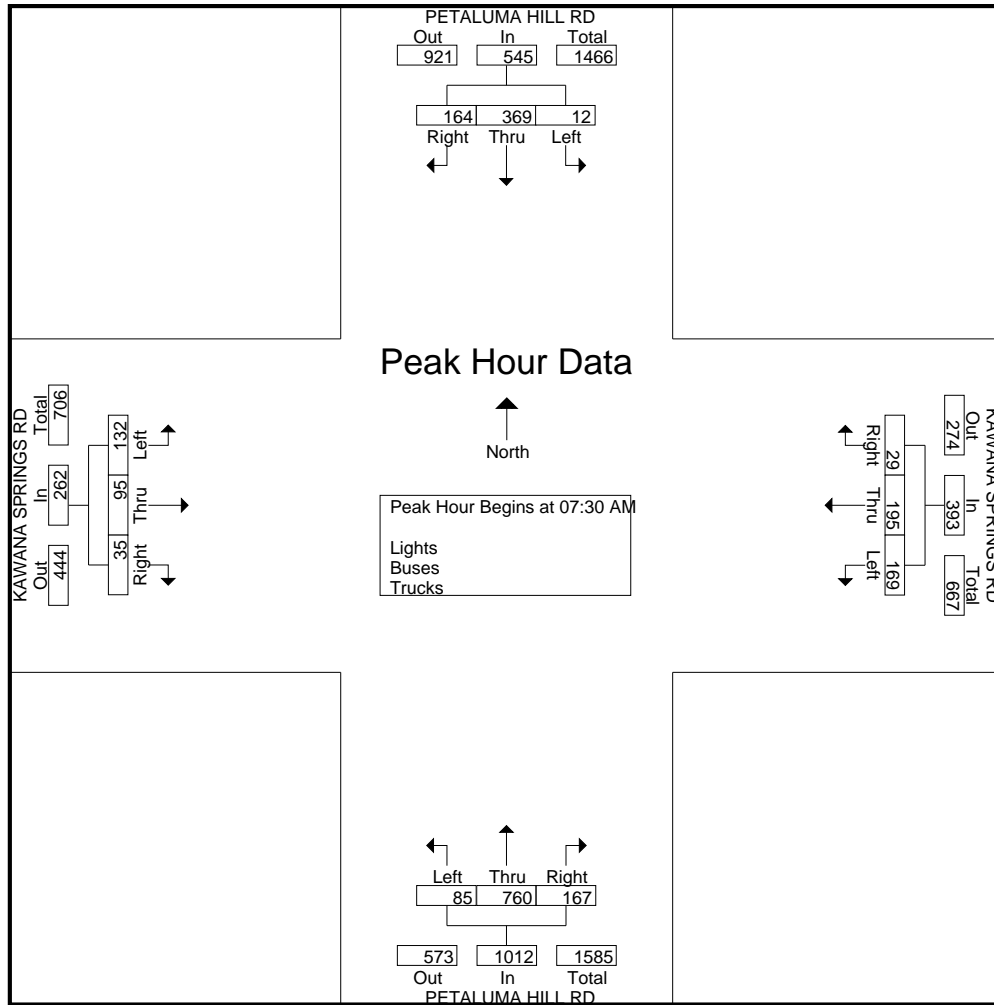 PETALUMA HILL RD
Out In Total
921 545 1466
164 369 12
Right Thru Left
Peak Hour Data
North
Peak Hour Begins at 07:30 AM
Lights
Buses
Trucks
KAWANA SPRINGS RD
Out In Total
444 262 706
132 95 35
Left Thru Right
KAWANA SPRINGS RD
Out In Total
274 393 667
29 195 169
Right Thru Left
Left Thru Right
85 760 167
573 1012 1585
Out In Total
PETALUMA HILL RD